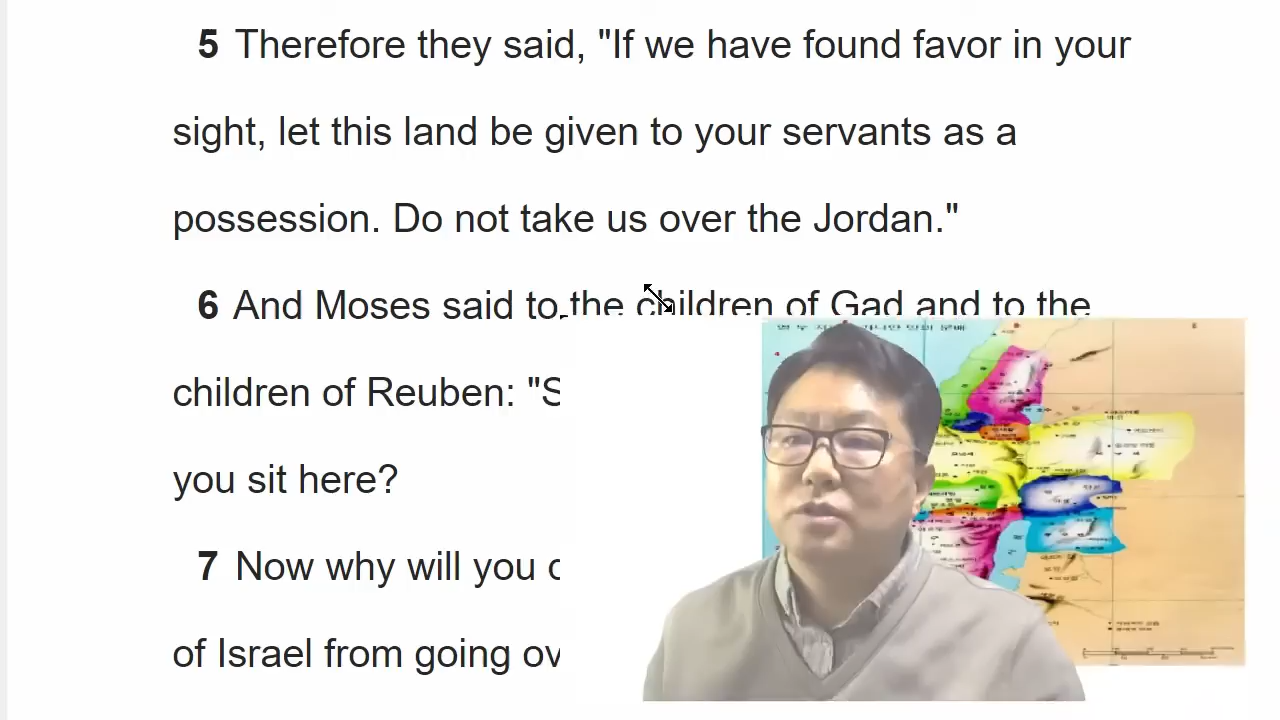 5 Therefore they said, "If we have found favor in your
sight, let this land be given to your servants as a
possession. Do not take us over the Jordan."
6 And Moses said to the children of Gad and to the
children of Reuben: "S
you sit here?
7 Now why will you
of Israel from going ov